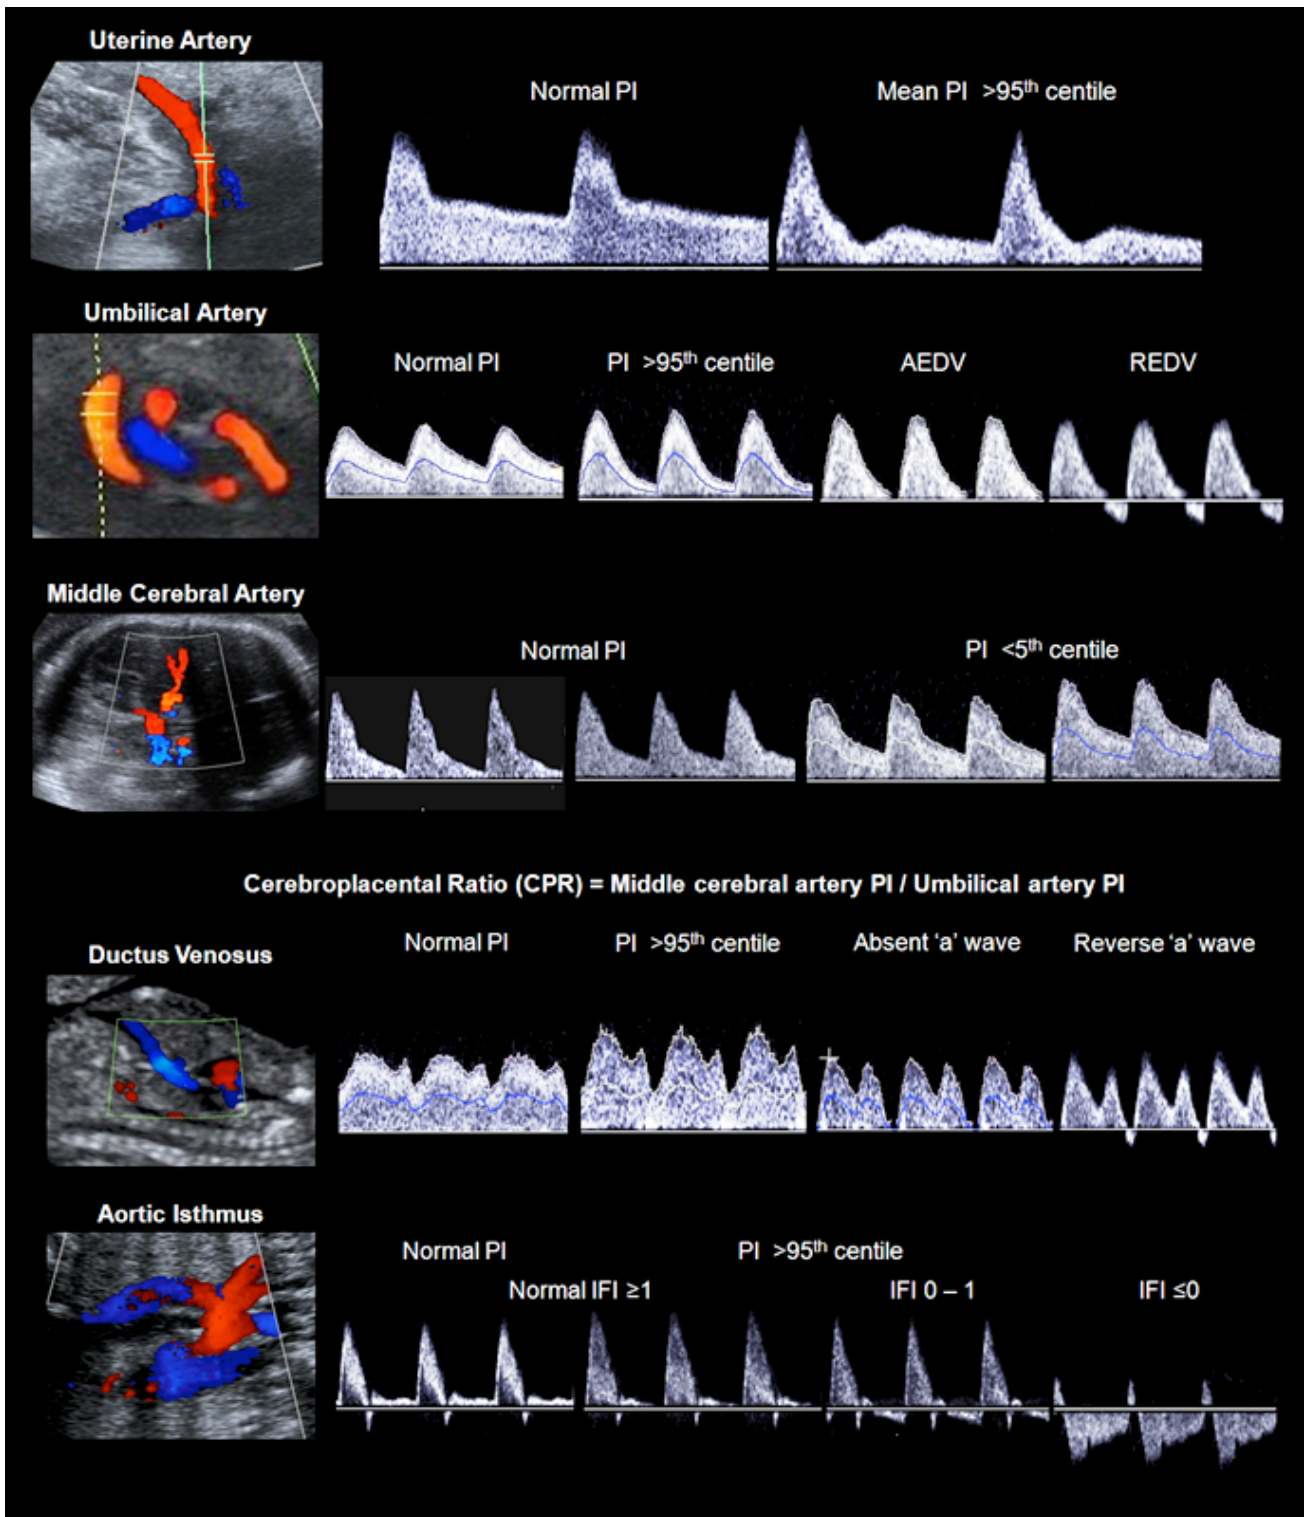 Uterine Artery
Normal PI
Mean PI >95th centile
Umbilical Artery
Normal PI
PI >95th centile
AEDV
REDV
Middle Cerebral Artery
Normal PI
PI <5th centile
Cerebroplacental Ratio (CPR) = Middle cerebral artery PI / Umbilical artery PI
Ductus Venosus
Normal PI
PI >95th centile
Absent ‘a’ wave
Reverse ‘a’ wave
Aortic Isthmus
Normal PI
PI >95th centile
Normal IFI ≥1
IFI 0 – 1
IFI ≤0